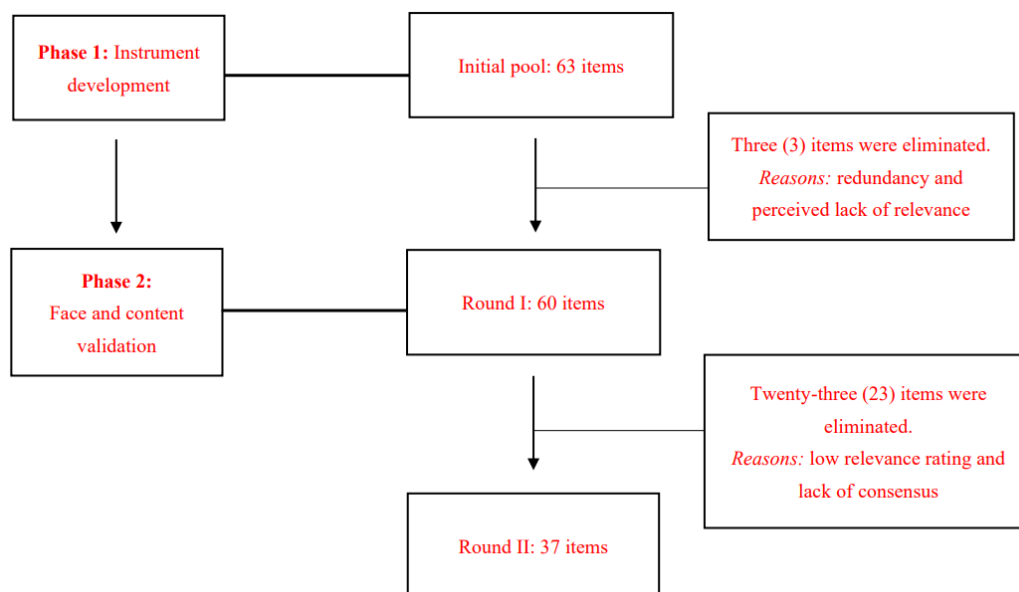 Phase 1: Instrument
development
Initial pool: 63 items
Three (3) items were eliminated.
Reasons: redundancy and
perceived lack of relevance
Phase 2:
Face and content
validation
Round I: 60 items
Twenty-three (23) items were
eliminated.
Reasons: low relevance rating and
lack of consensus
Round II: 37 items